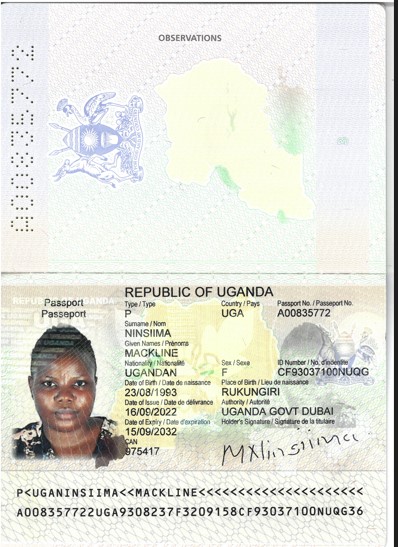 OBSERVATIONS
A00835772
REPUBLIC OF UGANDA
Passport
Passeport
Type / Type
Country / Pays
Passport No. / Passeport No.
P
UGA
A00835772
Surname / Nom
NINSIIMA
Given Names / Prénoms
MACKLINE
Nationality / Nationalité
Sex / Sexe
ID Number / No. d'identité
UGANDAN
F
CF93037100NUQG
Date of Birth / Date de naissance
Place of Birth / Lieu de naissance
23/08/1993
RUKUNGIRI
Date of Issue / Date de délivrance
Authority / Autorité
16/09/2022
UGANDA GOVT DUBAI
Date of Expiry / Date d'expiration
Holder's Signature / Signature de la titulaire
15/09/2032
MNinsiima
CAN
975417
P<UGANINSIIMA<<MACKLINE<<<<<<<<<<<<<<<<<<<<<
A008357722UGA9308237F3209158CF93037100NUQG36